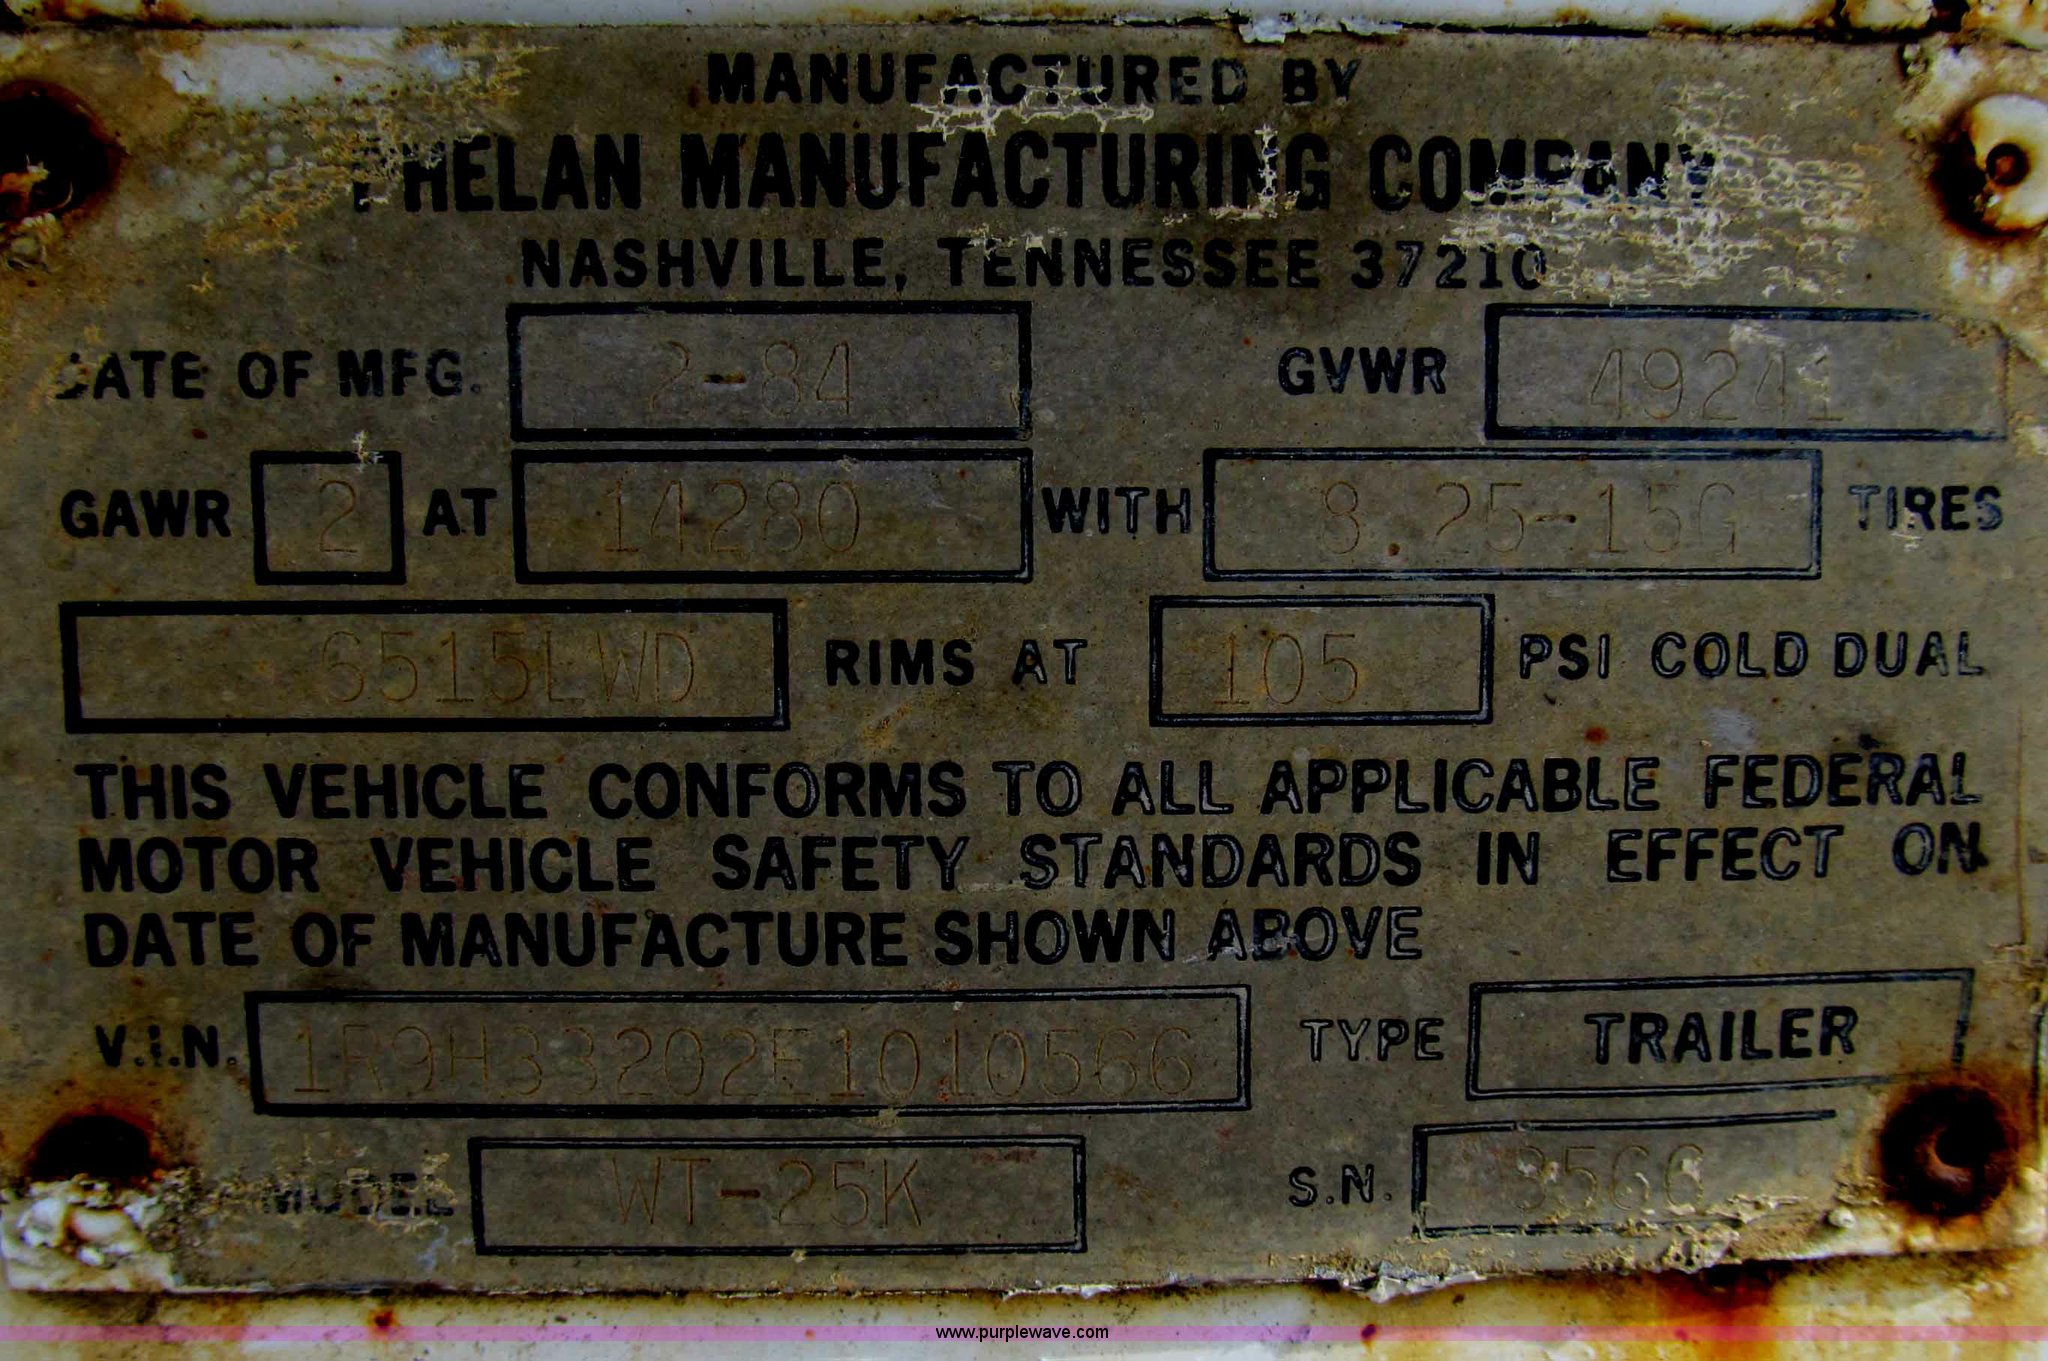 MANUFACTURED BY
PHELAN MANUFACTURING COMPANY
NASHVILLE, TENNESSEE 37210
DATE OF MFG. 2-84 GVWR 49241
GAWR 2 AT 14280 WITH 8.25-15G TIRES
6515LWD RIMS AT 105 PSI COLD DUAL
THIS VEHICLE CONFORMS TO ALL APPLICABLE FEDERAL
MOTOR VEHICLE SAFETY STANDARDS IN EFFECT ON
DATE OF MANUFACTURE SHOWN ABOVE
V.I.N. 1R9H33202E1010566 TYPE TRAILER
MODEL WT-25K S.N. 8566
www.purplewave.com